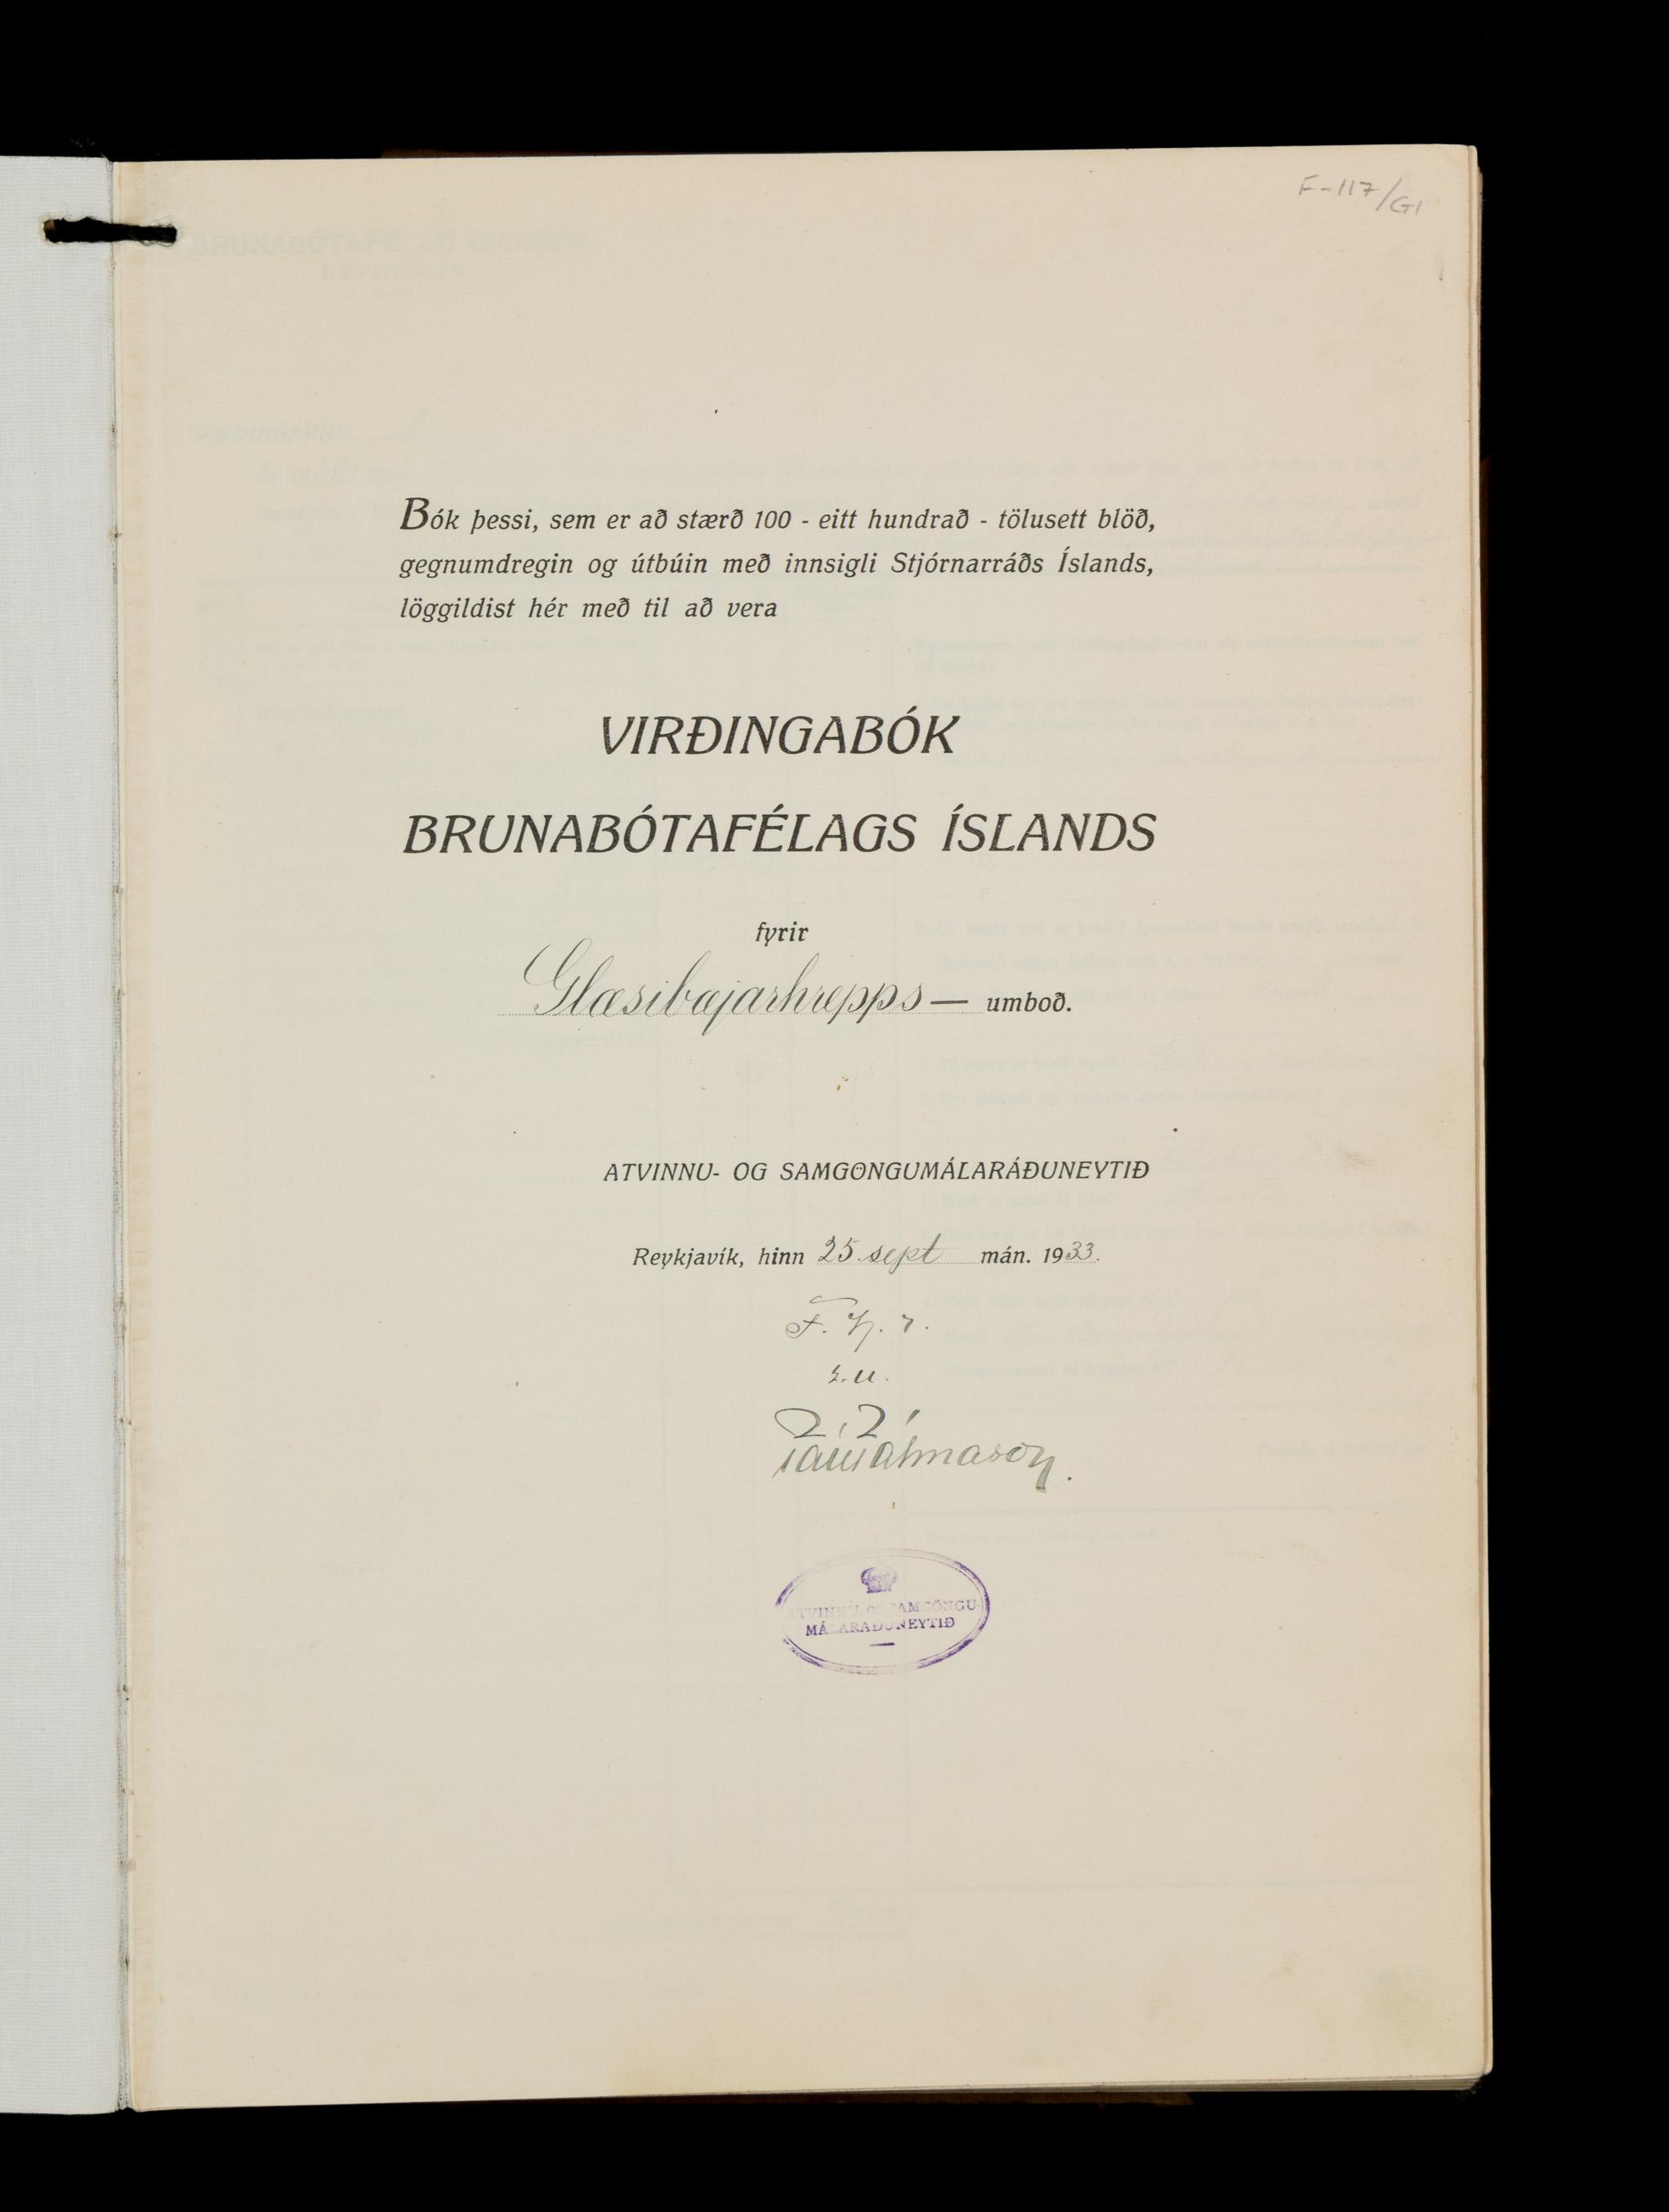 F-117/G1
Bók þessi, sem er að stærð 100 - eitt hundrað - tölusett blöð,
gegnumdregin og útbúin með innsigli Stjórnarráðs Íslands,
löggildist hér með til að vera
VIRÐINGABÓK
BRUNABÓTAFÉLAGS ÍSLANDS
fyrir
Glæsibæjarhrepps — umboð.
ATVINNU- OG SAMGÖNGUMÁLARÁÐUNEYTIÐ
Reykjavík, hinn 25. sept mán. 1933.
F. h. r.
e.u.
Páll Pálmason.
ATVINNU- OG SAMGÖNGU-
MÁLARÁÐUNEYTIÐ